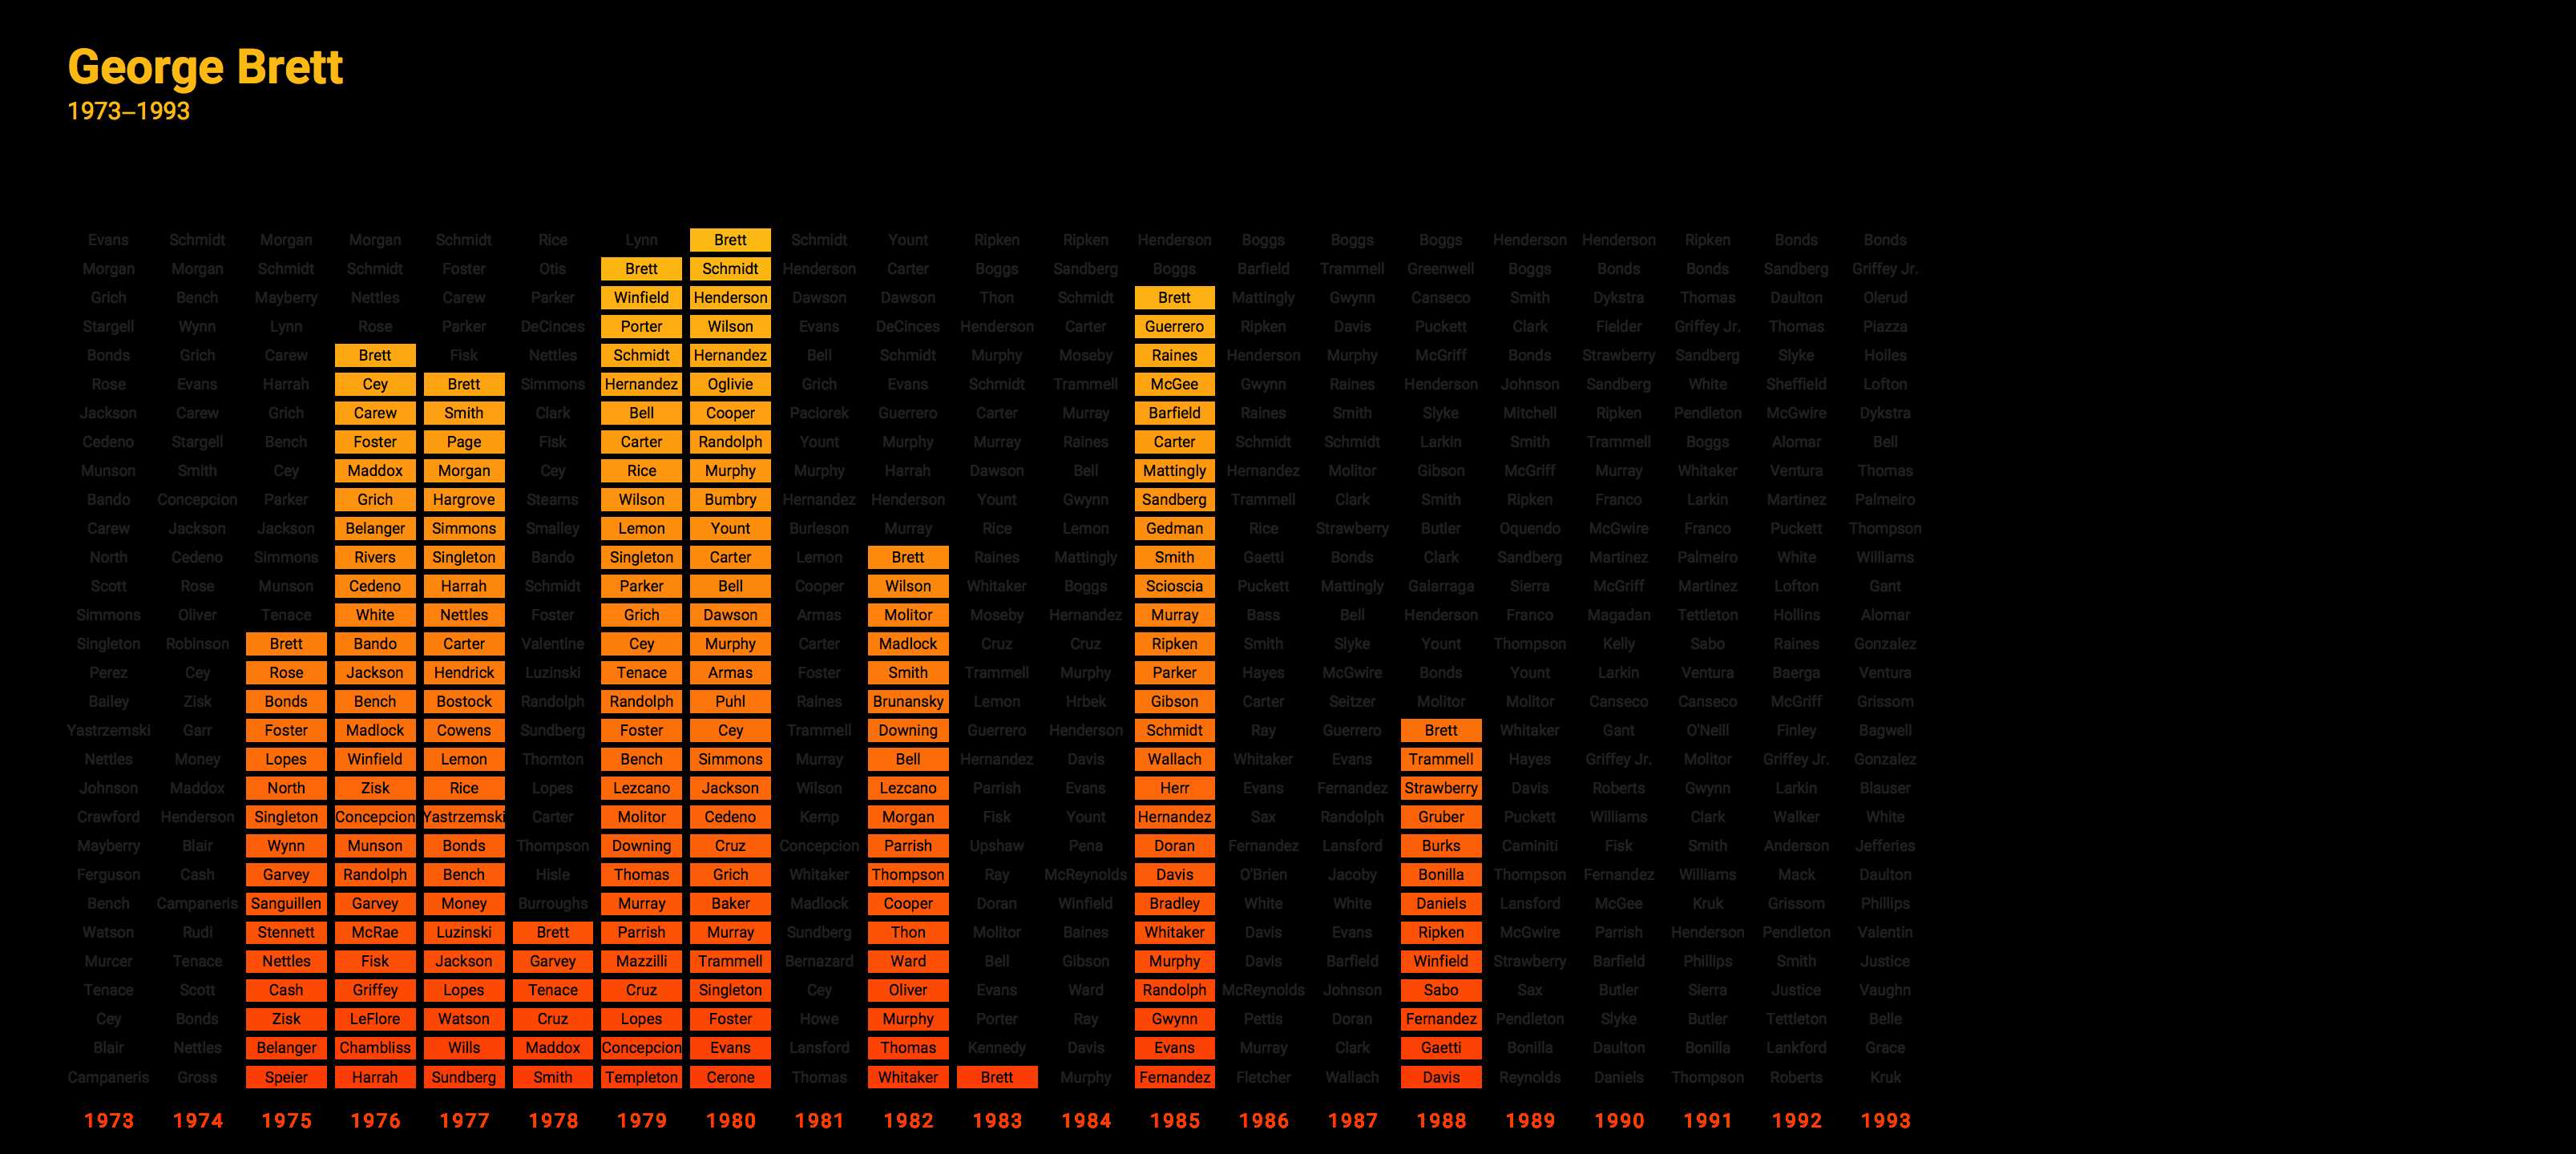 George Brett
1973–1993
Evans Schmidt Morgan Morgan Schmidt Rice Lynn Brett Schmidt Yount Ripken Ripken Henderson Boggs Boggs Boggs Henderson Henderson Ripken Bonds Bonds
Morgan Morgan Schmidt Schmidt Foster Otis Brett Schmidt Henderson Carter Boggs Sandberg Boggs Barfield Trammell Greenwell Boggs Bonds Bonds Sandberg Griffey Jr.
Grich Bench Mayberry Nettles Carew Parker Winfield Henderson Dawson Dawson Thon Schmidt Brett Mattingly Gwynn Canseco Smith Dykstra Thomas Daulton Olerud
Stargell Wynn Lynn Rose Parker DeCinces Porter Wilson Evans DeCinces Henderson Carter Guerrero Ripken Davis Puckett Clark Fielder Griffey Jr. Thomas Piazza
Bonds Grich Carew Brett Fisk Nettles Schmidt Hernandez Bell Schmidt Murphy Moseby Raines Henderson Murphy McGriff Bonds Strawberry Sandberg Slyke Hoiles
Rose Evans Harrah Cey Brett Simmons Hernandez Oglivie Grich Evans Schmidt Trammell McGee Gwynn Raines Henderson Johnson Sandberg White Sheffield Lofton
Jackson Carew Grich Carew Smith Clark Bell Cooper Paciorek Guerrero Carter Murray Barfield Raines Smith Slyke Mitchell Ripken Pendleton McGwire Dykstra
Cedeno Stargell Bench Foster Page Fisk Carter Randolph Yount Murphy Murray Raines Carter Schmidt Schmidt Larkin Smith Trammell Boggs Alomar Bell
Munson Smith Cey Maddox Morgan Cey Rice Murphy Murphy Harrah Dawson Bell Mattingly Hernandez Molitor Gibson McGriff Murray Whitaker Ventura Thomas
Bando Concepcion Parker Grich Hargrove Stearns Wilson Bumbry Hernandez Henderson Yount Gwynn Sandberg Trammell Clark Smith Ripken Franco Larkin Martinez Palmeiro
Carew Jackson Jackson Belanger Simmons Smalley Lemon Yount Burleson Murray Rice Lemon Gedman Rice Strawberry Butler Oquendo McGwire Franco Puckett Thompson
North Cedeno Simmons Rivers Singleton Bando Singleton Carter Lemon Brett Raines Mattingly Smith Gaetti Bonds Clark Sandberg Martinez Palmeiro White Williams
Scott Rose Munson Cedeno Harrah Schmidt Parker Bell Cooper Wilson Whitaker Boggs Scioscia Puckett Mattingly Galarraga Sierra McGriff Martinez Lofton Gant
Simmons Oliver Tenace White Nettles Foster Grich Dawson Armas Molitor Moseby Hernandez Murray Bass Bell Henderson Franco Magadan Tettleton Hollins Alomar
Singleton Robinson Brett Bando Carter Valentine Cey Murphy Carter Madlock Cruz Cruz Ripken Smith Slyke Yount Thompson Kelly Sabo Raines Gonzalez
Perez Cey Rose Jackson Hendrick Luzinski Tenace Armas Foster Smith Trammell Murphy Parker Hayes McGwire Bonds Yount Larkin Ventura Baerga Ventura
Bailey Zisk Bonds Bench Bostock Randolph Randolph Puhl Raines Brunansky Lemon Hrbek Gibson Carter Seitzer Molitor Molitor Canseco Canseco McGriff Grissom
Yastrzemski Garr Foster Madlock Cowens Sundberg Foster Cey Trammell Downing Guerrero Henderson Schmidt Ray Guerrero Brett Whitaker Gant O'Neill Finley Bagwell
Nettles Money Lopes Winfield Lemon Thornton Bench Simmons Murray Bell Hernandez Davis Wallach Whitaker Evans Trammell Hayes Griffey Jr. Molitor Griffey Jr. Gonzalez
Johnson Maddox North Zisk Rice Lopes Lezcano Jackson Wilson Lezcano Parrish Evans Herr Evans Fernandez Strawberry Davis Roberts Gwynn Larkin Blauser
Crawford Henderson Singleton Concepcion Yastrzemski Carter Molitor Cedeno Kemp Morgan Fisk Yount Hernandez Sax Randolph Gruber Puckett Williams Clark Walker White
Mayberry Blair Wynn Munson Bonds Thompson Downing Cruz Concepcion Parrish Upshaw Pena Doran Fernandez Lansford Burks Caminiti Fisk Smith Anderson Jefferies
Ferguson Cash Garvey Randolph Bench Hisle Thomas Grich Whitaker Thompson Ray McReynolds Davis O'Brien Jacoby Bonilla Thompson Fernandez Williams Mack Daulton
Bench Campaneris Sanguillen Garvey Money Burroughs Murray Baker Madlock Cooper Doran Winfield Bradley White White Daniels Lansford McGee Kruk Grissom Phillips
Watson Rudi Stennett McRae Luzinski Brett Parrish Murray Sundberg Thon Molitor Baines Whitaker Davis Evans Ripken McGwire Parrish Henderson Pendleton Valentin
Murcer Tenace Nettles Fisk Jackson Garvey Mazzilli Trammell Bernazard Ward Bell Gibson Murphy Davis Barfield Winfield Strawberry Barfield Phillips Smith Justice
Tenace Scott Cash Griffey Lopes Tenace Cruz Singleton Cey Oliver Evans Ward Randolph McReynolds Johnson Sabo Sax Butler Sierra Justice Vaughn
Cey Bonds Zisk LeFlore Watson Cruz Lopes Foster Howe Murphy Porter Ray Gwynn Pettis Doran Fernandez Pendleton Slyke Butler Tettleton Belle
Blair Nettles Belanger Chambliss Wills Maddox Concepcion Evans Lansford Thomas Kennedy Davis Evans Murray Clark Gaetti Bonilla Daulton Bonilla Lankford Grace
Campaneris Gross Speier Harrah Sundberg Smith Templeton Cerone Thomas Whitaker Brett Murphy Fernandez Fletcher Wallach Davis Reynolds Daniels Thompson Roberts Kruk
1973 1974 1975 1976 1977 1978 1979 1980 1981 1982 1983 1984 1985 1986 1987 1988 1989 1990 1991 1992 1993